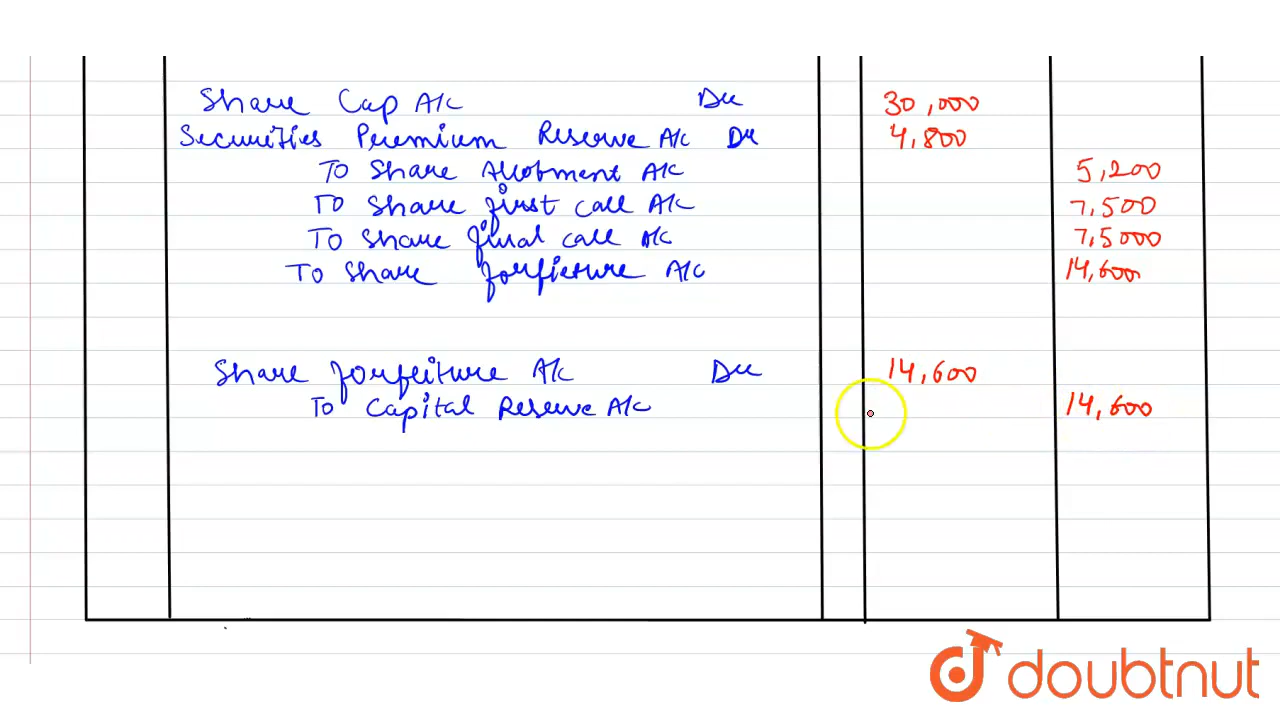 Share Cap A/c Dr 30,000
Securities Premium Reserve A/c Dr 4,800
To Share Allotment A/c 5,200
To Share first call A/c 7,500
To Share final call A/c 7,5000
To Share forfieture A/c 14,600
Share forfeiture A/c Dr 14,600
To Capital Reserve A/c 14,600
doubtnut